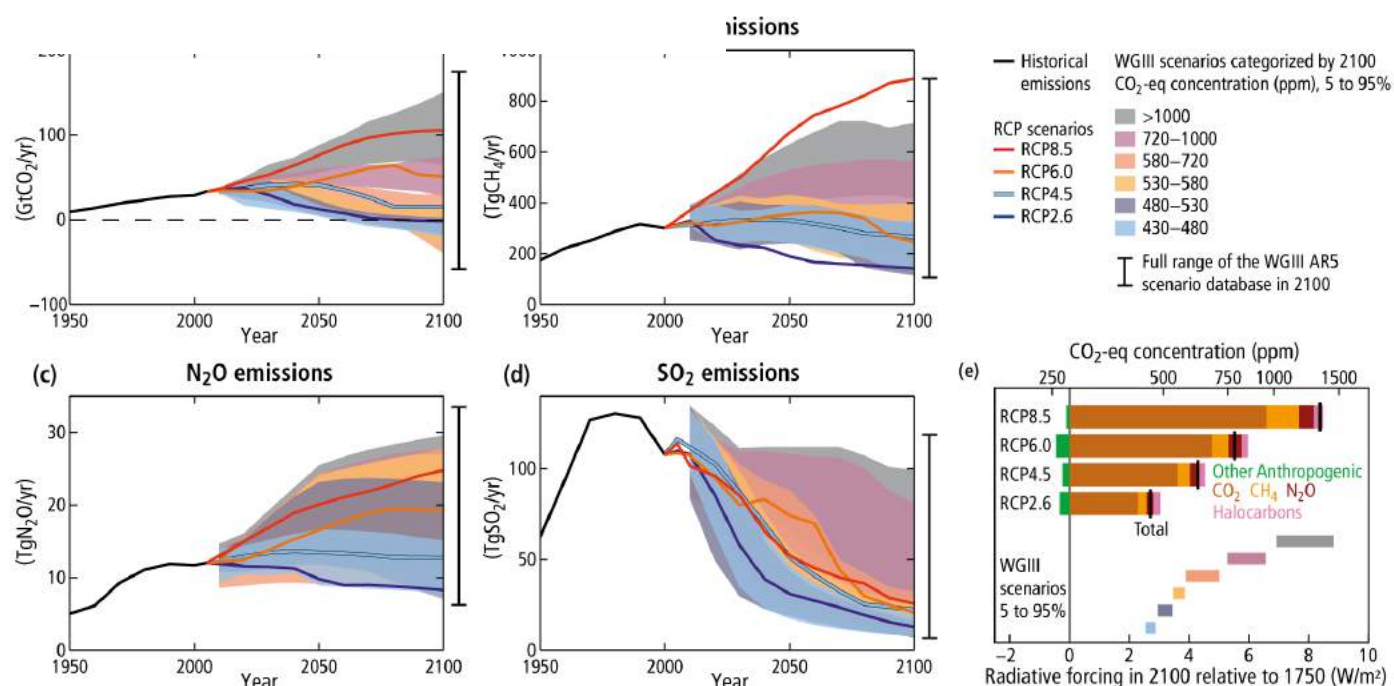 missions
200
100
0
−100
(GtCO₂/yr)
1950
2000
2050
2100
Year
1000
800
600
400
200
0
(TgCH₄/yr)
1950
2000
2050
2100
Year
Historical
emissions
RCP scenarios
RCP8.5
RCP6.0
RCP4.5
RCP2.6
WGIII scenarios categorized by 2100
CO₂-eq concentration (ppm), 5 to 95%
>1000
720−1000
580−720
530−580
480−530
430−480
Full range of the WGIII AR5
scenario database in 2100
(c) N₂O emissions
30
20
10
0
(TgN₂O/yr)
1950
2000
2050
2100
Year
(d) SO₂ emissions
100
50
0
(TgSO₂/yr)
1950
2000
2050
2100
Year
(e)
CO₂-eq concentration (ppm)
250 500 750 1000 1500
RCP8.5
RCP6.0
RCP4.5
RCP2.6
Other Anthropogenic
CO₂ CH₄ N₂O
Halocarbons
Total
WGIII
scenarios
5 to 95%
−2 0 2 4 6 8 10
Radiative forcing in 2100 relative to 1750 (W/m²)